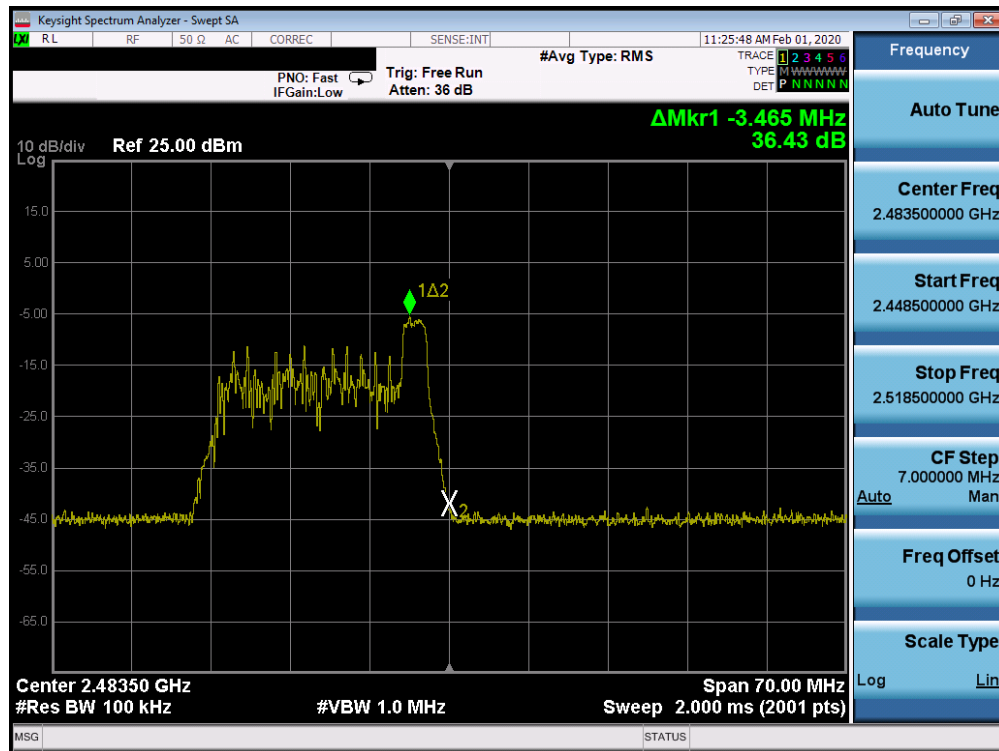 Keysight Spectrum Analyzer - Swept SA
LXI RL RF 50 Ω AC CORREC SENSE:INT 11:25:48 AM Feb 01, 2020
#Avg Type: RMS TRACE 1 2 3 4 5 6
PNO: Fast Trig: Free Run TYPE M WWWWW
IFGain:Low Atten: 36 dB DET P N N N N N
ΔMkr1 -3.465 MHz
36.43 dB
10 dB/div Ref 25.00 dBm
Log
15.0
5.00
1Δ2
-5.00
-15.0
-25.0
-35.0
2
-45.0
-55.0
-65.0
Center 2.48350 GHz Span 70.00 MHz
#Res BW 100 kHz #VBW 1.0 MHz Sweep 2.000 ms (2001 pts)
MSG STATUS
Frequency
Auto Tune
Center Freq
2.483500000 GHz
Start Freq
2.448500000 GHz
Stop Freq
2.518500000 GHz
CF Step
7.000000 MHz
Auto Man
Freq Offset
0 Hz
Scale Type
Log Lin